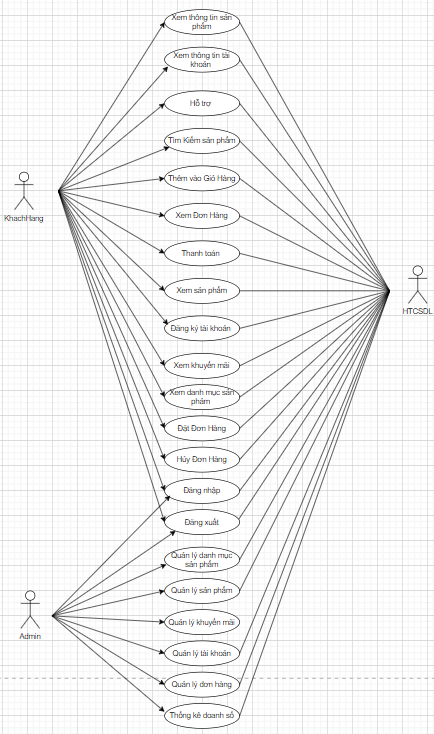 Xem thông tin sản
phẩm
Xem thông tin tài
khoản
Hỗ trợ
Tìm Kiếm sản phẩm
Thêm vào Giỏ Hàng
KhachHang
Xem Đơn Hàng
Thanh toán
Xem sản phẩm
HTCSDL
Đăng ký tài khoản
Xem khuyến mãi
Xem danh mục sản
phẩm
Đặt Đơn Hàng
Hủy Đơn Hàng
Đăng nhập
Đăng xuất
Quản lý danh mục
sản phẩm
Quản lý sản phẩm
Quản lý khuyến mãi
Admin
Quản lý tài khoản
Quản lý đơn hàng
Thống kê doanh số